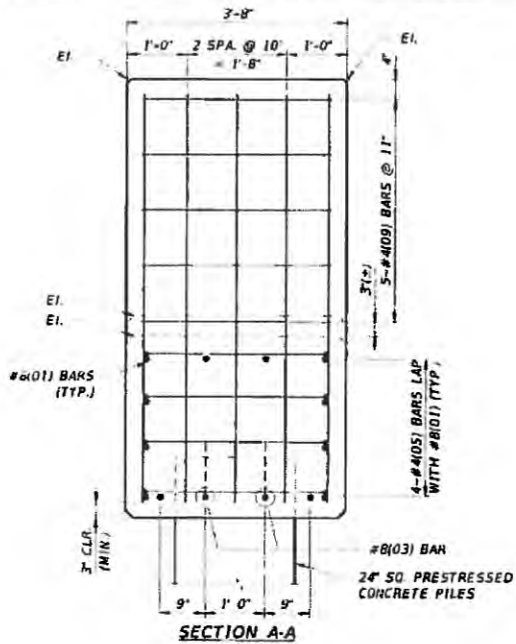 3'-8"
1'-0" 2 SPA. @ 10" 1'-0"
= 1'-8"
El.
El.
4"
5-#4(09) BARS @ 11"
3"(±)
El.
El.
#8(01) BARS
(TYP.)
4-#4(05) BARS LAP
WITH #8(01) (TYP.)
3" CLR.
(MIN.)
#8(03) BAR
24" SQ. PRESTRESSED
CONCRETE PILES
9" 1' 0" 9"
SECTION A-A